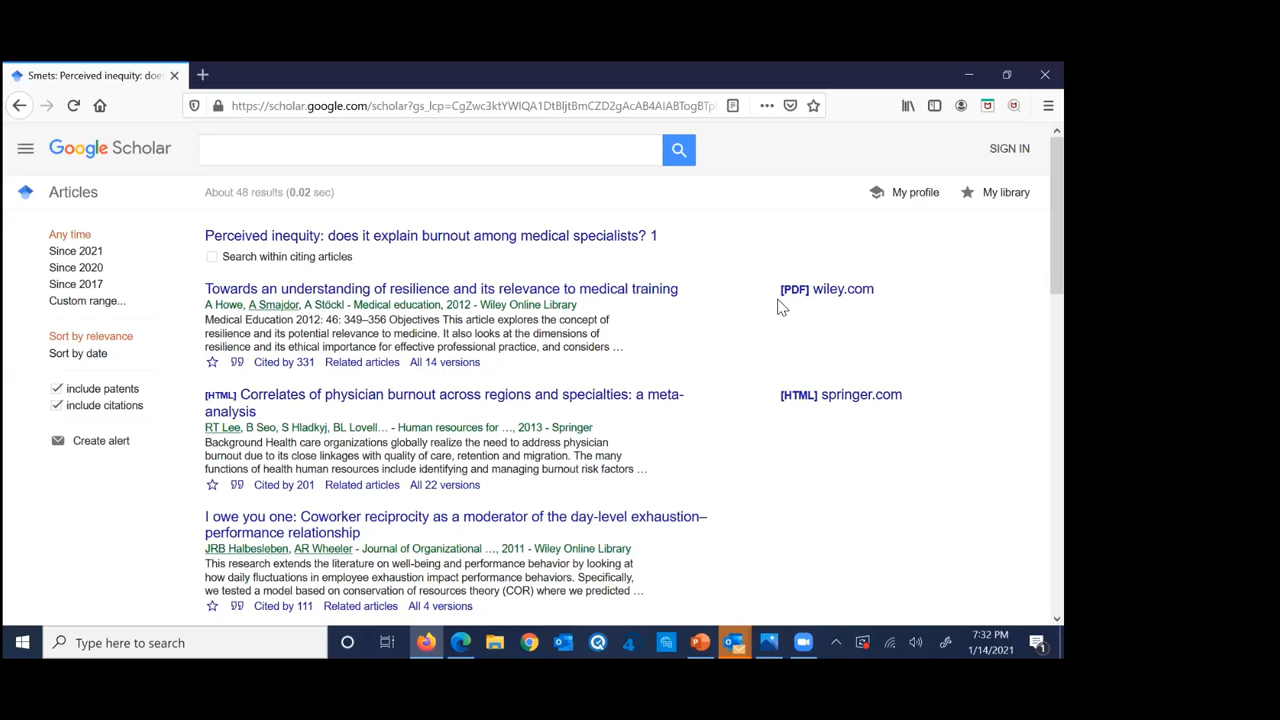 Smets: Perceived inequity: does
https://scholar.google.com/scholar?gs_lcp=
Google Scholar
SIGN IN
Articles
About 48 results (0.02 sec)
My profile
My library
Any time
Since 2021
Since 2020
Since 2017
Custom range...
Sort by relevance
Sort by date
include patents
include citations
Create alert
Perceived inequity: does it explain burnout among medical specialists? 1
Search within citing articles
Towards an understanding of resilience and its relevance to medical training
[PDF] wiley.com
A Howe, A Smajdor, A Stöckl - Medical education, 2012 - Wiley Online Library
Medical Education 2012: 46: 349–356 Objectives This article explores the concept of
resilience and its potential relevance to medicine. It also looks at the dimensions of
resilience and its ethical importance for effective professional practice, and considers …
Cited by 331 Related articles All 14 versions
[HTML] Correlates of physician burnout across regions and specialties: a meta-
analysis
[HTML] springer.com
RT Lee, B Seo, S Hladkyj, BL Lovell… - Human resources for …, 2013 - Springer
Background Health care organizations globally realize the need to address physician
burnout due to its close linkages with quality of care, retention and migration. The many
functions of health human resources include identifying and managing burnout risk factors …
Cited by 201 Related articles All 22 versions
I owe you one: Coworker reciprocity as a moderator of the day-level exhaustion–
performance relationship
JRB Halbesleben, AR Wheeler - Journal of Organizational …, 2011 - Wiley Online Library
This research extends the literature on well-being and performance behavior by looking at
how daily fluctuations in employee exhaustion impact performance behaviors. Specifically,
we tested a model based on conservation of resources theory (COR) where we predicted …
Cited by 111 Related articles All 4 versions
Type here to search
7:32 PM
1/14/2021
1